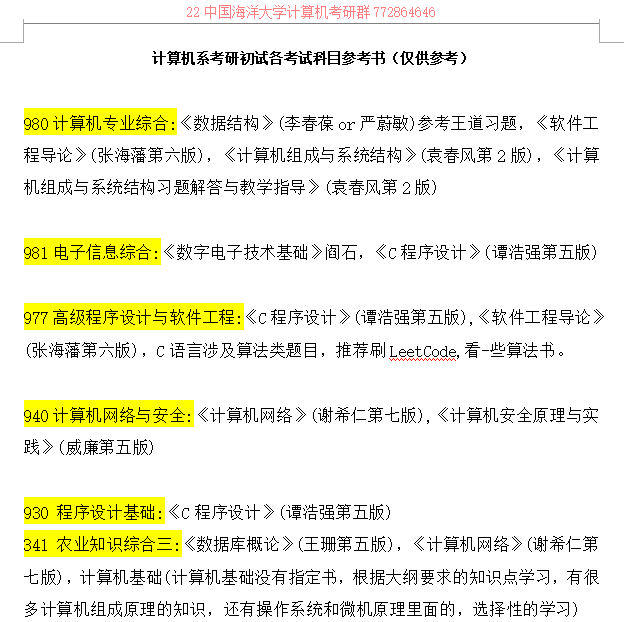 22 中国海洋大学计算机考研群 772864646
计算机系考研初试各考试科目参考书（仅供参考）
980 计算机专业综合:《数据结构》(李春葆 or 严蔚敏)参考王道习题，《软件工
程导论》(张海藩第六版)，《计算机组成与系统结构》(袁春风第 2 版)，《计算
机组成与系统结构习题解答与教学指导》(袁春风第 2 版)
981 电子信息综合:《数字电子技术基础》阎石，《C 程序设计》(谭浩强第五版)
977 高级程序设计与软件工程:《C 程序设计》(谭浩强第五版),《软件工程导论》
(张海藩第六版)，C 语言涉及算法类题目，推荐刷 LeetCode,看-些算法书。
940 计算机网络与安全:《计算机网络》(谢希仁第七版),《计算机安全原理与实
践》(威廉第五版)
930 程序设计基础:《C 程序设计》(谭浩强第五版)
341 农业知识综合三:《数据库概论》(王珊第五版)，《计算机网络》(谢希仁第
七版)，计算机基础(计算机基础没有指定书，根据大纲要求的知识点学习，有很
多计算机组成原理的知识，还有操作系统和微机原理里面的，选择性的学习)